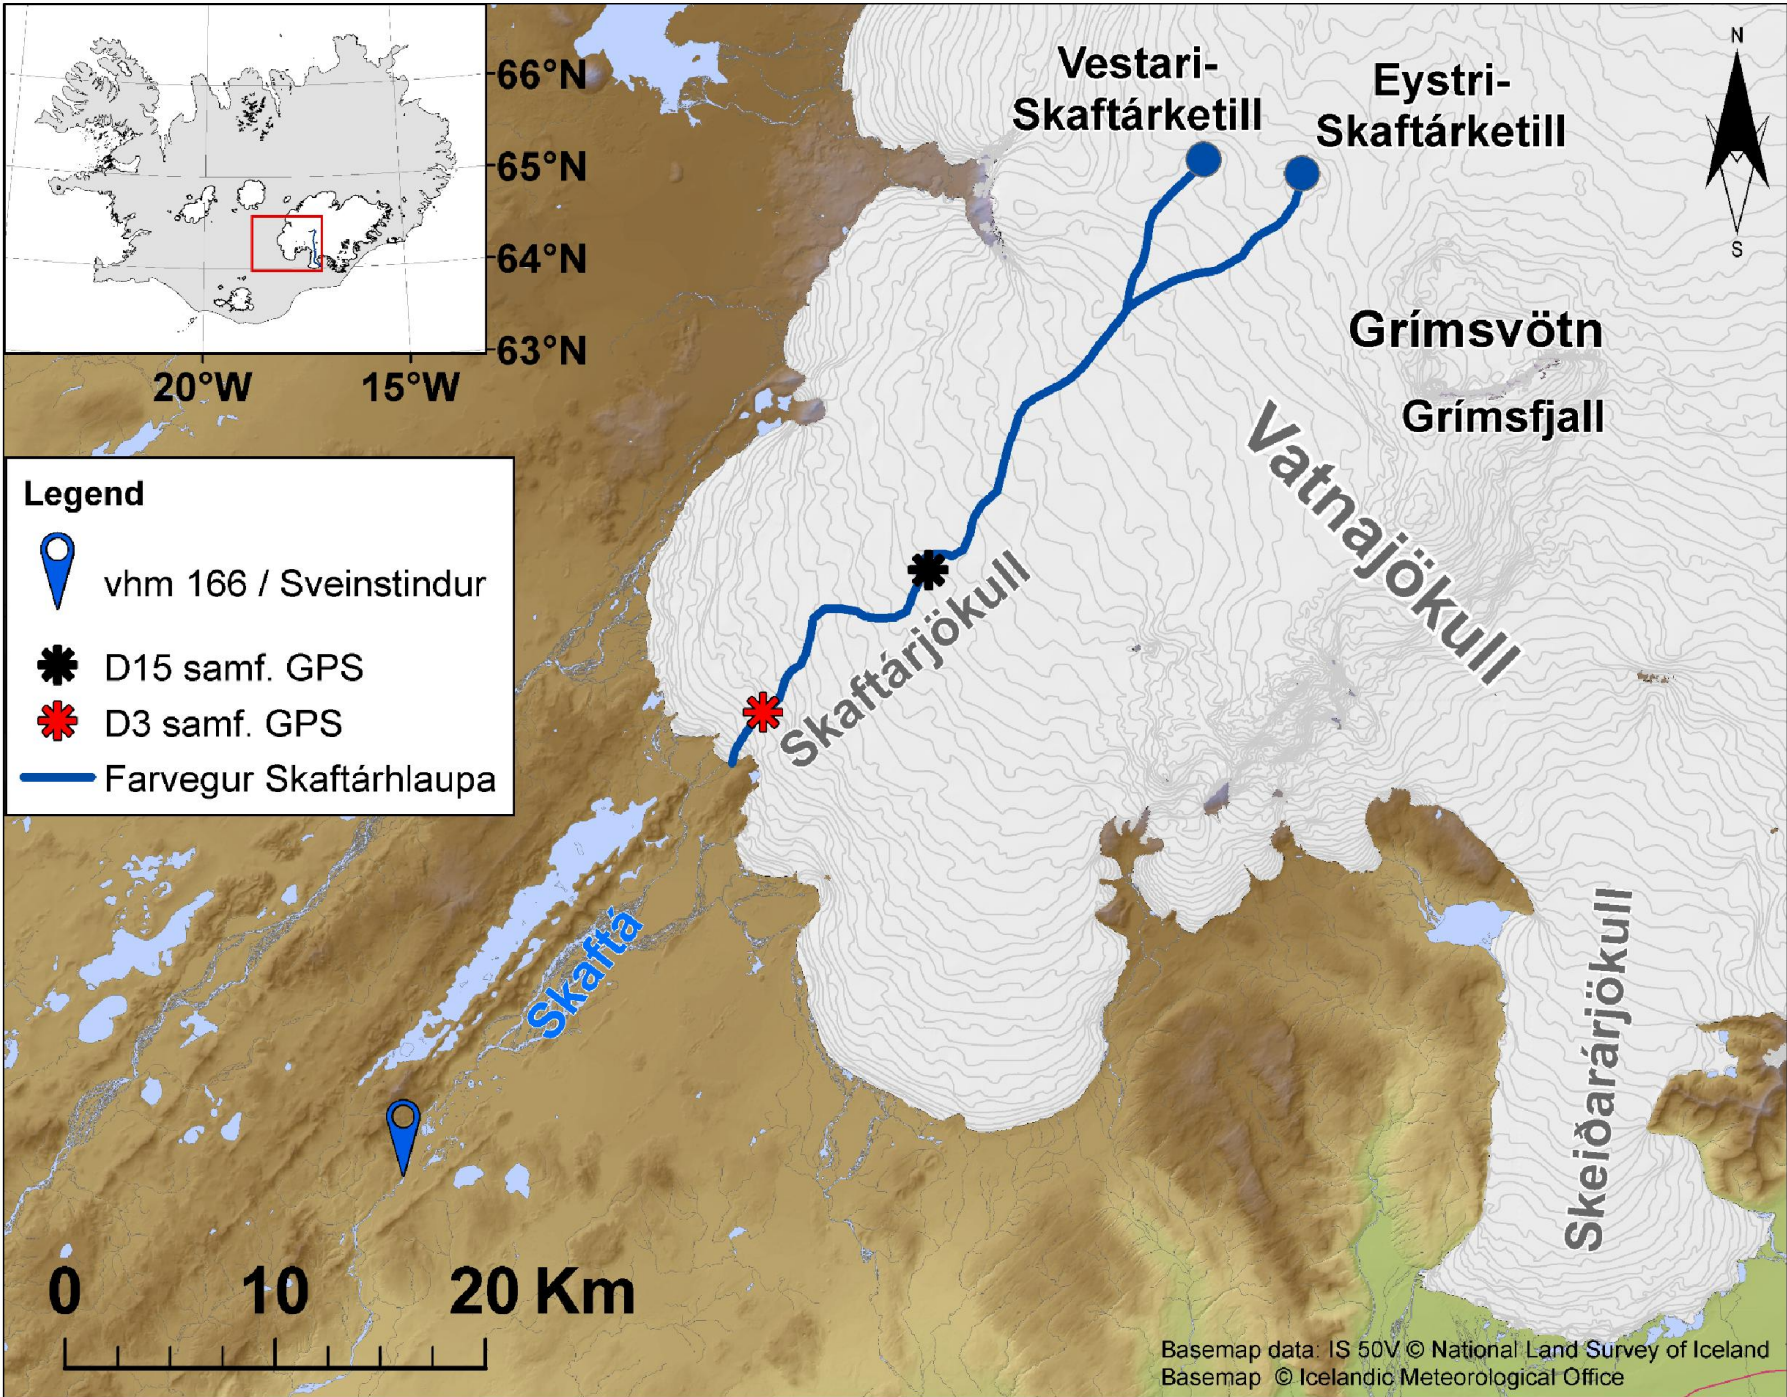 66°N
65°N
64°N
63°N
20°W
15°W
Vestari-
Skaftárketill
Eystri-
Skaftárketill
N
S
Grímsvötn
Grímsfjall
Vatnajökull
Legend
vhm 166 / Sveinstindur
D15 samf. GPS
D3 samf. GPS
Farvegur Skaftárhlaupa
Skaftárjökull
Skaftá
Skeiðarárjökull
0 10 20 Km
Basemap data: IS 50V © National Land Survey of Iceland
Basemap © Icelandic Meteorological Office